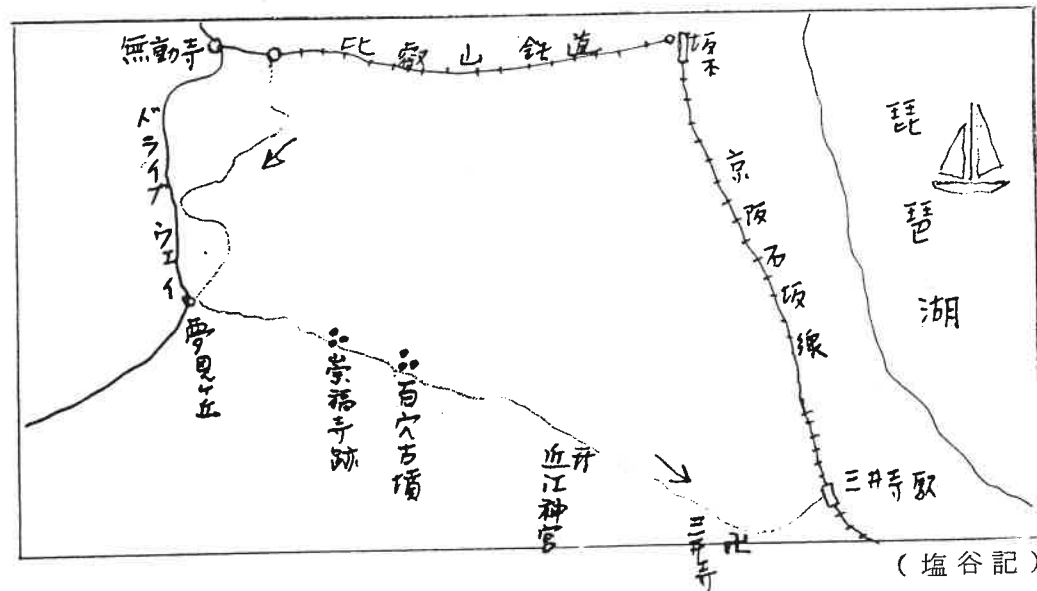 無動寺
比叡山鉄道
坂本
琵琶湖
ドライブウェイ
京阪石坂線
夢見ヶ丘
崇福寺跡
百穴古墳
近江神宮
三井寺
三井寺駅
(塩谷記)